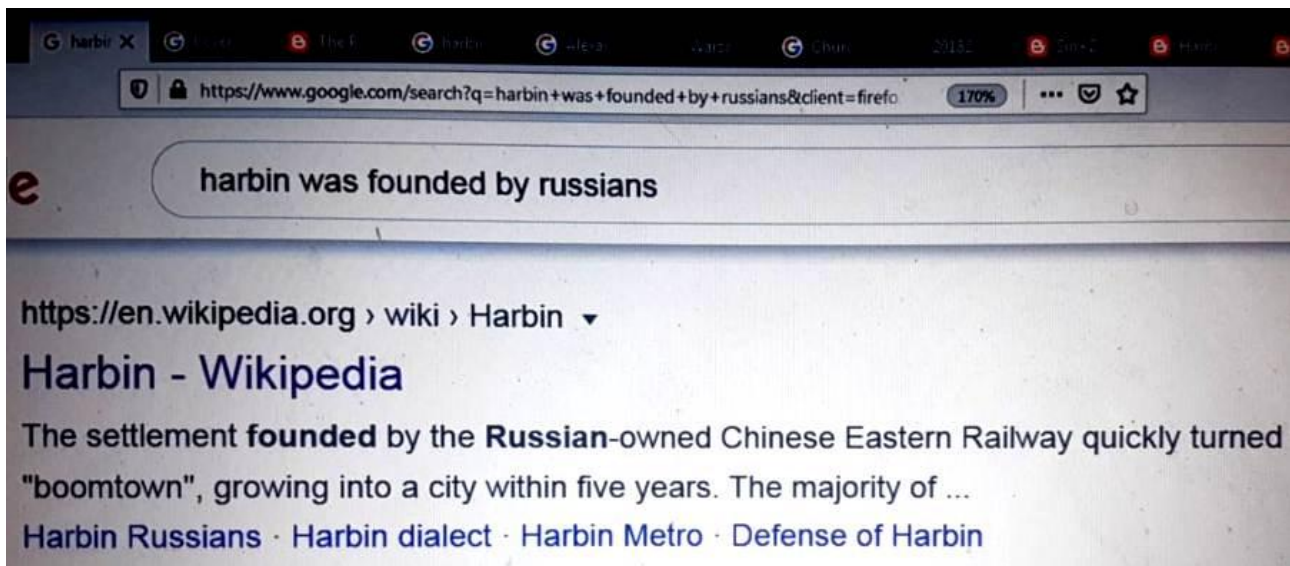 harbin
The
https://www.google.com/search?q=harbin+was+founded+by+russians&client=firefo 170%
e harbin was founded by russians
https://en.wikipedia.org › wiki › Harbin
Harbin - Wikipedia
The settlement founded by the Russian-owned Chinese Eastern Railway quickly turned
"boomtown", growing into a city within five years. The majority of ...
Harbin Russians · Harbin dialect · Harbin Metro · Defense of Harbin